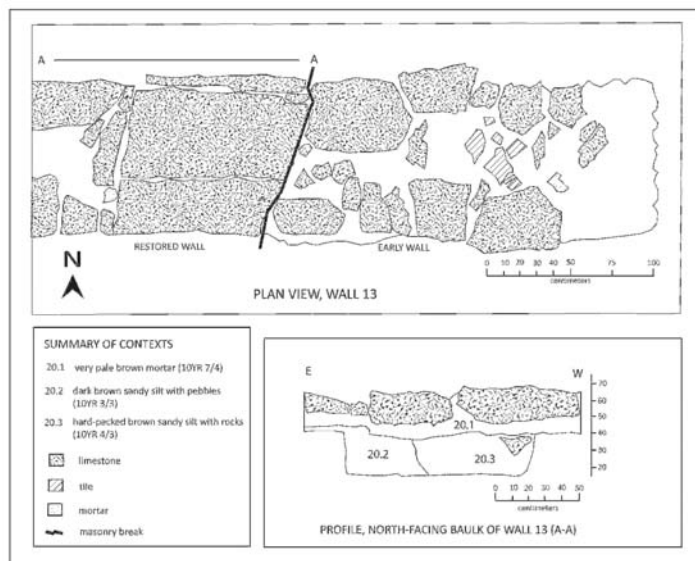 A A
RESTORED WALL EARLY WALL
N
0 10 20 30 40 50 100
centimeters
PLAN VIEW, WALL 13
SUMMARY OF CONTEXTS
20.1 very pale brown mortar (10YR 7/4)
20.2 dark brown sandy silt with pebbles
(10YR 3/3)
20.3 hard-packed brown sandy silt with rocks
(10YR 4/3)
limestone
tile
mortar
masonry break
E W
70
60
50
40
30
20
20.1
20.2 20.3
0 10 20 30 40 50
centimeters
PROFILE, NORTH-FACING BAULK OF WALL 13 (A-A)